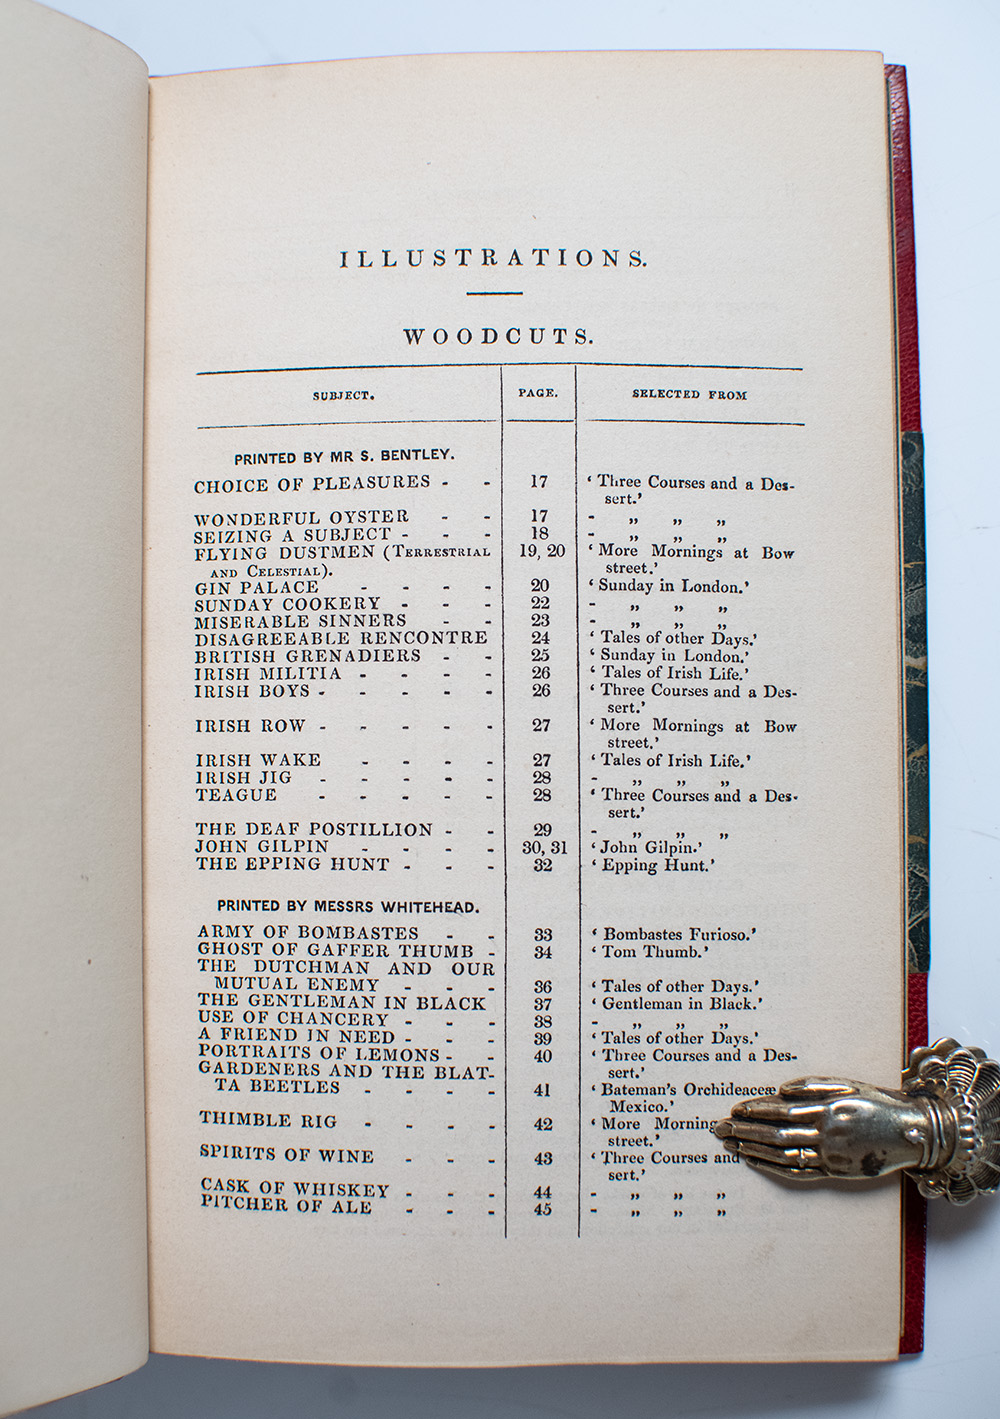 ILLUSTRATIONS.
WOODCUTS.
SUBJECT. PAGE. SELECTED FROM
PRINTED BY MR S. BENTLEY.
CHOICE OF PLEASURES - - 17 ‘ Three Courses and a Des-
sert.’
WONDERFUL OYSTER - - 17 - „ „ „
SEIZING A SUBJECT - - - 18 - „ „ „
FLYING DUSTMEN (TERRESTRIAL 19, 20 ‘ More Mornings at Bow
AND CELESTIAL). street.’
GIN PALACE - - - - 20 ‘ Sunday in London.’
SUNDAY COOKERY - - - 22 - „ „ „
MISERABLE SINNERS - - 23 - „ „ „
DISAGREEABLE RENCONTRE 24 ‘ Tales of other Days.’
BRITISH GRENADIERS - - 25 ‘ Sunday in London.’
IRISH MILITIA - - - - 26 ‘ Tales of Irish Life.’
IRISH BOYS - - - - - 26 ‘ Three Courses and a Des-
sert.’
IRISH ROW - - - - - 27 ‘ More Mornings at Bow
street.’
IRISH WAKE - - - - 27 ‘ Tales of Irish Life.’
IRISH JIG - - - - - 28 - „ „ „
TEAGUE - - - - - 28 ‘ Three Courses and a Des-
sert.’
THE DEAF POSTILLION - - 29 - „ „ „
JOHN GILPIN - - - - 30, 31 ‘ John Gilpin.’
THE EPPING HUNT - - - 32 ‘ Epping Hunt.’
PRINTED BY MESSRS WHITEHEAD.
ARMY OF BOMBASTES - - 33 ‘ Bombastes Furioso.’
GHOST OF GAFFER THUMB - 34 ‘ Tom Thumb.’
THE DUTCHMAN AND OUR
MUTUAL ENEMY - - - 36 ‘ Tales of other Days.’
THE GENTLEMAN IN BLACK 37 ‘ Gentleman in Black.’
USE OF CHANCERY - - - 38 - „ „ „
A FRIEND IN NEED - - - 39 ‘ Tales of other Days.’
PORTRAITS OF LEMONS - - 40 ‘ Three Courses and a Des-
GARDENERS AND THE BLAT- sert.’
TA BEETLES - - - - 41 ‘ Bateman's Orchideaceæ
Mexico.’
THIMBLE RIG - - - - 42 ‘ More Morning
street.’
SPIRITS OF WINE - - - 43 ‘ Three Courses and
sert.’
CASK OF WHISKEY - - - 44 - „ „ „
PITCHER OF ALE - - - 45 - „ „ „